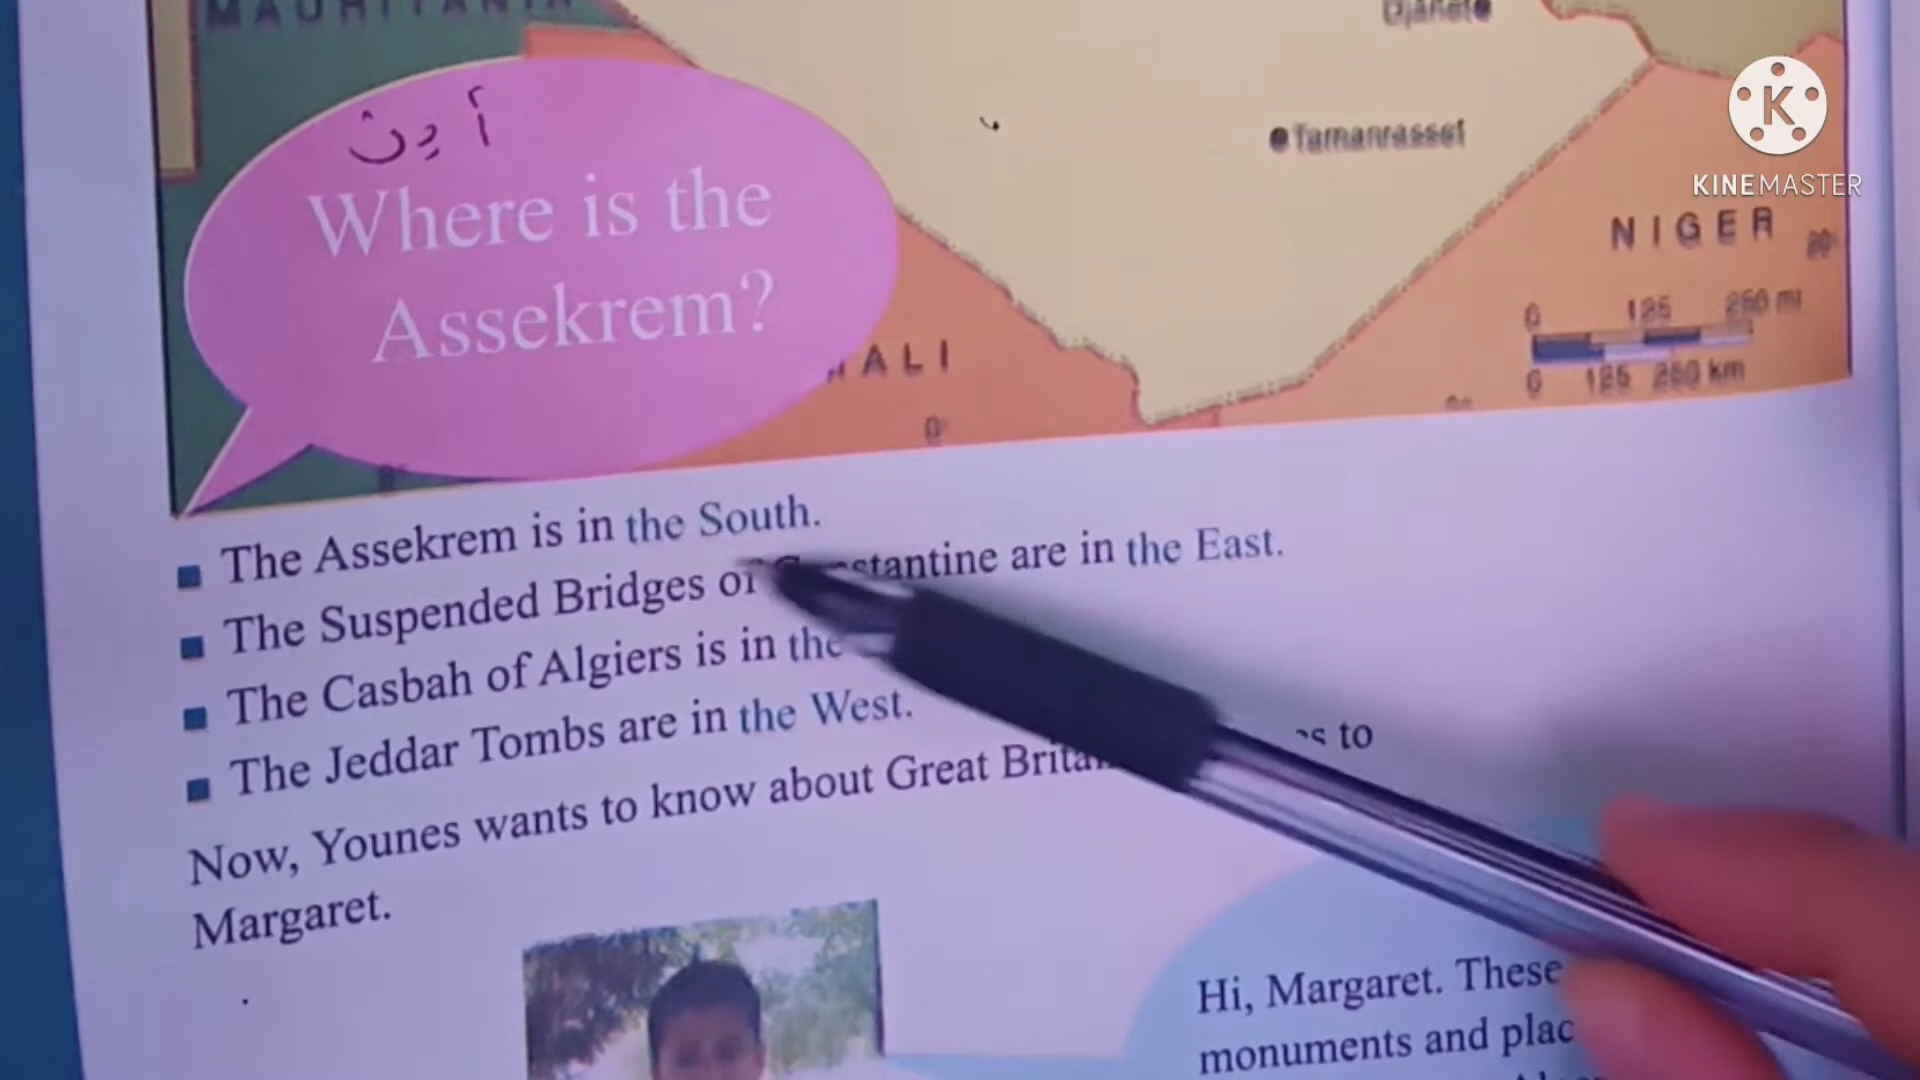 MAURITANIA
Djanet
أين
Tamanrasset
KINEMASTER
Where is the
NIGER
Assekrem?
0 125 250 mi
ALI
0 125 250 km
0°
The Assekrem is in the South.
The Suspended Bridges of Constantine are in the East.
The Casbah of Algiers is in the
The Jeddar Tombs are in the West.
Now, Younes wants to know about Great to
Margaret.
Hi, Margaret. These
monuments and plac